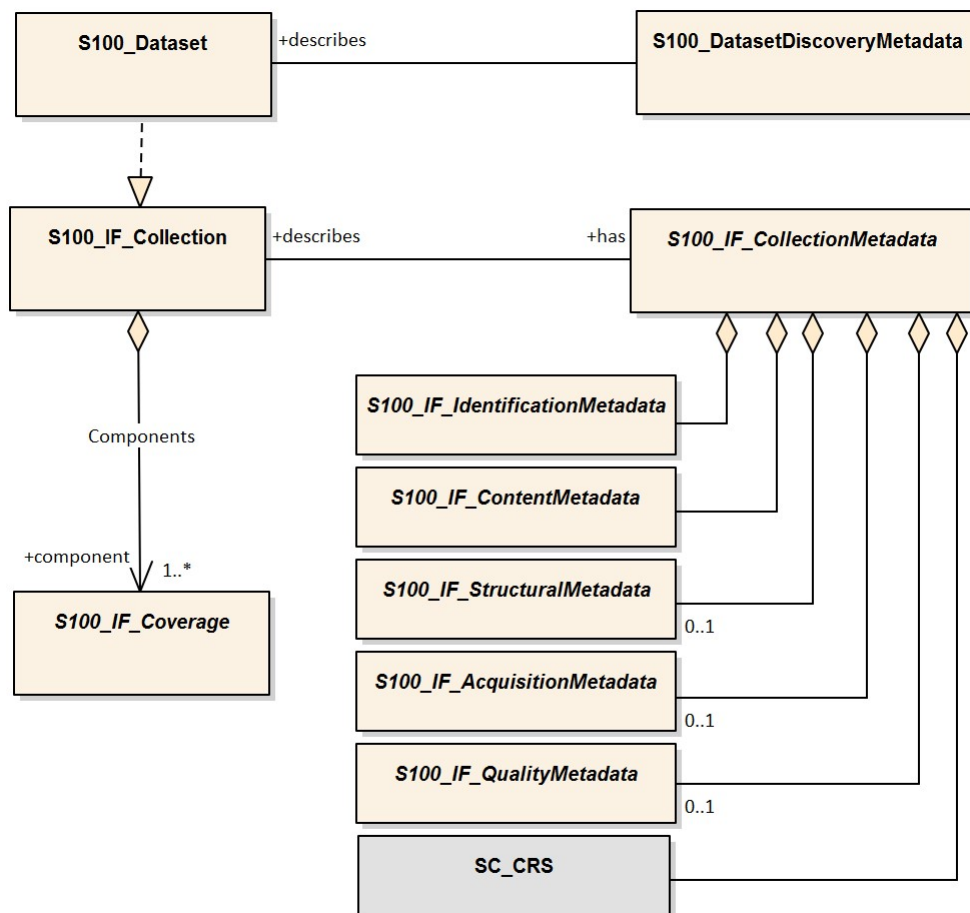 S100_Dataset
+describes
S100_DatasetDiscoveryMetadata
S100_IF_Collection
+describes
+has
S100_IF_CollectionMetadata
S100_IF_IdentificationMetadata
Components
S100_IF_ContentMetadata
+component
1..*
S100_IF_StructuralMetadata
0..1
S100_IF_Coverage
S100_IF_AcquisitionMetadata
0..1
S100_IF_QualityMetadata
0..1
SC_CRS